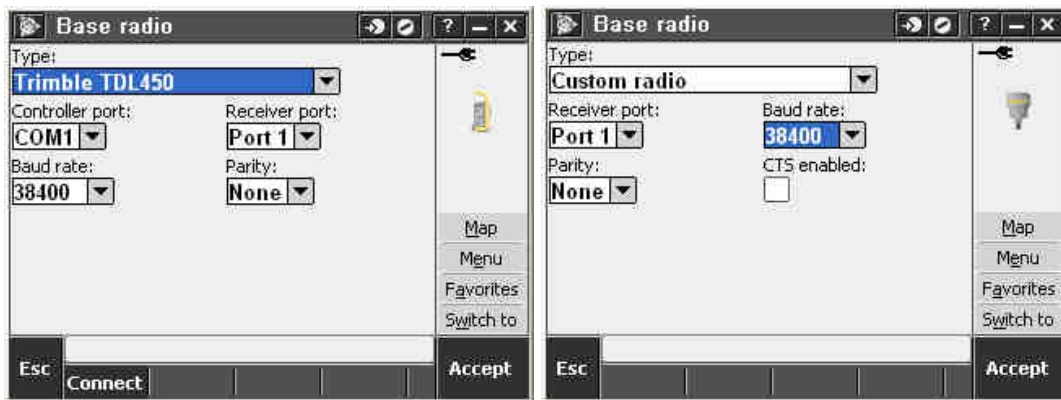 Base radio
? – ×
Type:
Trimble TDL450
Controller port: Receiver port:
COM1 Port 1
Baud rate: Parity:
38400 None
Map
Menu
Favorites
Switch to
Esc
Connect
Accept
Base radio
? – ×
Type:
Custom radio
Receiver port: Baud rate:
Port 1 38400
Parity: CTS enabled:
None
Map
Menu
Favorites
Switch to
Esc
Accept